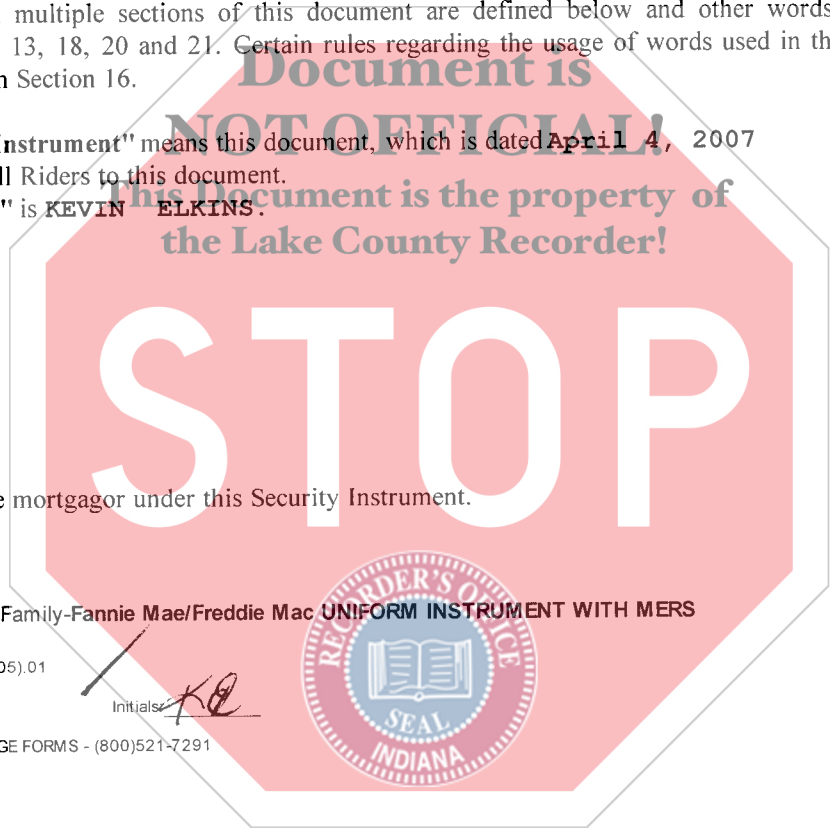 multiple sections of this document are defined below and other words
13, 18, 20 and 21. Certain rules regarding the usage of words used in th
n Section 16.
Document is
NOT OFFICIAL!
This Document is the property of
the Lake County Recorder!
nstrument" means this document, which is dated April 4, 2007
ll Riders to this document.
" is KEVIN ELKINS.
STOP
e mortgagor under this Security Instrument.
Family-Fannie Mae/Freddie Mac UNIFORM INSTRUMENT WITH MERS
05).01
Initials: KE
GE FORMS - (800)521-7291
RECORDER'S OFFICE
SEAL
INDIANA